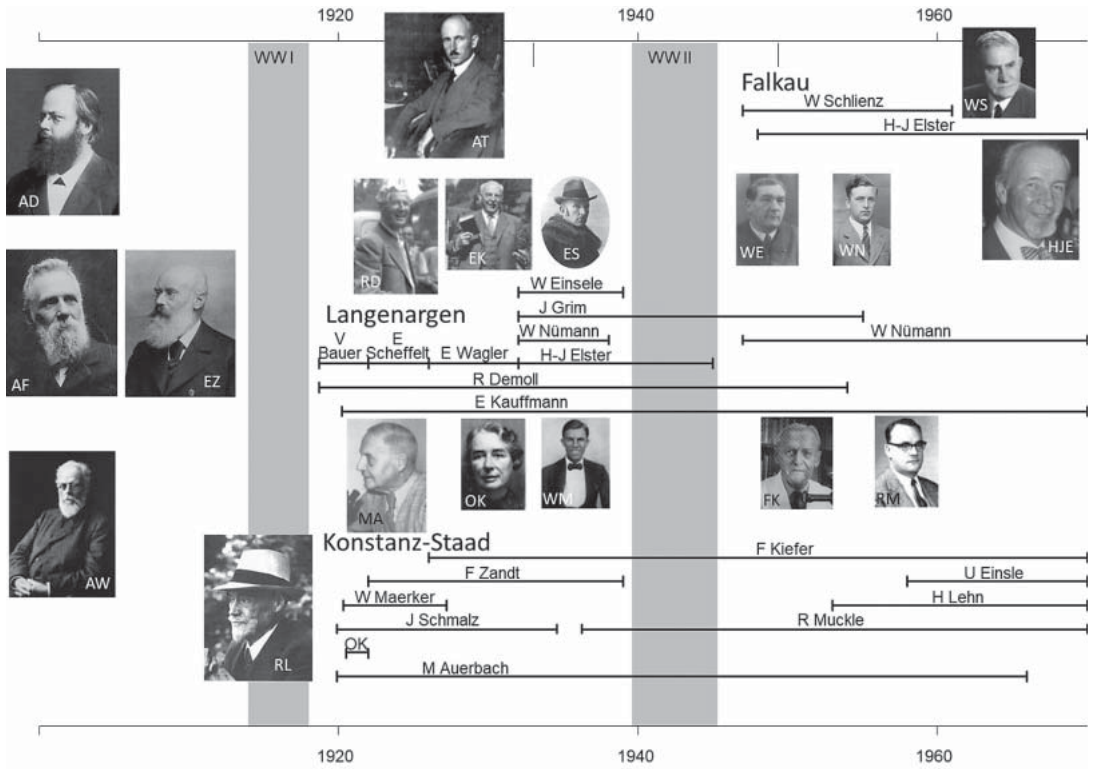 1920 1940 1960
WW I WW II
Falkau
W Schlienz
H-J Elster
AD AT WS
RD EK ES WE WN HJE
W Einsele
J Grim
Langenargen
W Nümann W Nümann
V E
Bauer Scheffelt E Wagler H-J Elster
R Demoll
E Kauffmann
AF EZ
MA OK WM FK RM
Konstanz-Staad
F Kiefer
F Zandt U Einsle
W Maerker H Lehn
J Schmalz R Muckle
OK
M Auerbach
AW RL
1920 1940 1960